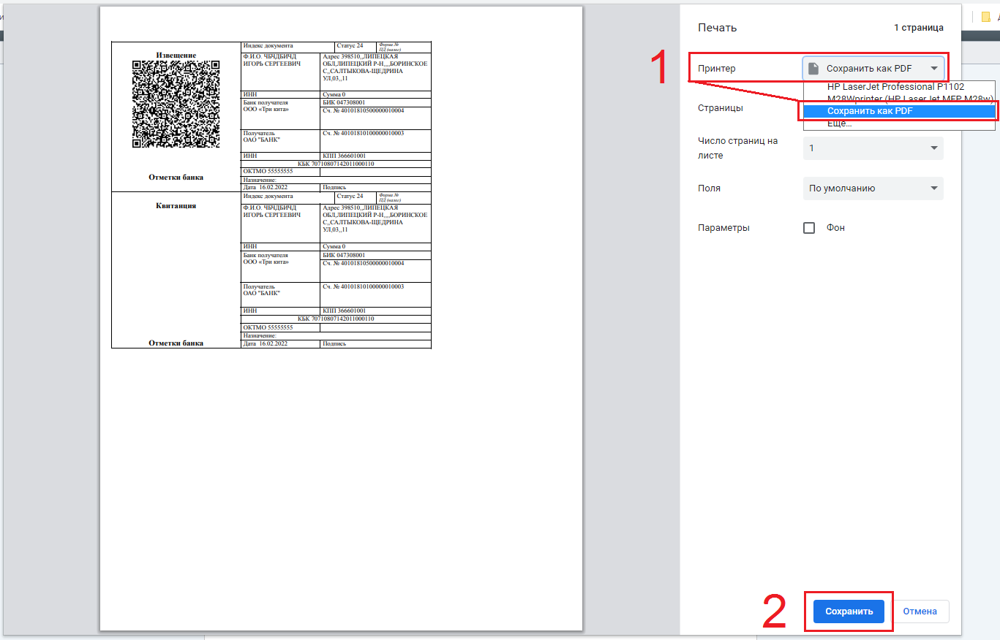 Извещение
Отметки банка
Индекс документа
Статус 24
Форма №
ПД (налог)
Ф.И.О. ЧБЧДБИЧД
ИГОРЬ СЕРГЕЕВИЧ
Адрес 398510,,ЛИПЕЦКАЯ
ОБЛ,ЛИПЕЦКИЙ Р-Н,,,,БОРИНСКОЕ
С,,САЛТЫКОВА-ЩЕДРИНА
УЛ,03,,11
ИНН
Сумма 0
Банк получателя
ООО «Три кита»
БИК 047308001
Сч. № 40101810500000010004
Получатель
ОАО "БАНК"
Сч. № 40101810100000010003
ИНН
КПП 366601001
КБК 70710807142011000110
ОКТМО 55555555
Назначение:
Дата 16.02.2022
Подпись
Квитанция
Отметки банка
Индекс документа
Статус 24
Форма №
ПД (налог)
Ф.И.О. ЧБЧДБИЧД
ИГОРЬ СЕРГЕЕВИЧ
Адрес 398510,,ЛИПЕЦКАЯ
ОБЛ,ЛИПЕЦКИЙ Р-Н,,,,БОРИНСКОЕ
С,,САЛТЫКОВА-ЩЕДРИНА
УЛ,03,,11
ИНН
Сумма 0
Банк получателя
ООО «Три кита»
БИК 047308001
Сч. № 40101810500000010004
Получатель
ОАО "БАНК"
Сч. № 40101810100000010003
ИНН
КПП 366601001
КБК 70710807142011000110
ОКТМО 55555555
Назначение:
Дата 16.02.2022
Подпись
Печать
1 страница
1
Принтер
Сохранить как PDF
HP LaserJet Professional P1102
M28Wprinter (HP LaserJet MFP M28w)
Сохранить как PDF
Еще...
Страницы
Число страниц на
листе
1
Поля
По умолчанию
Параметры
Фон
2
Сохранить
Отмена